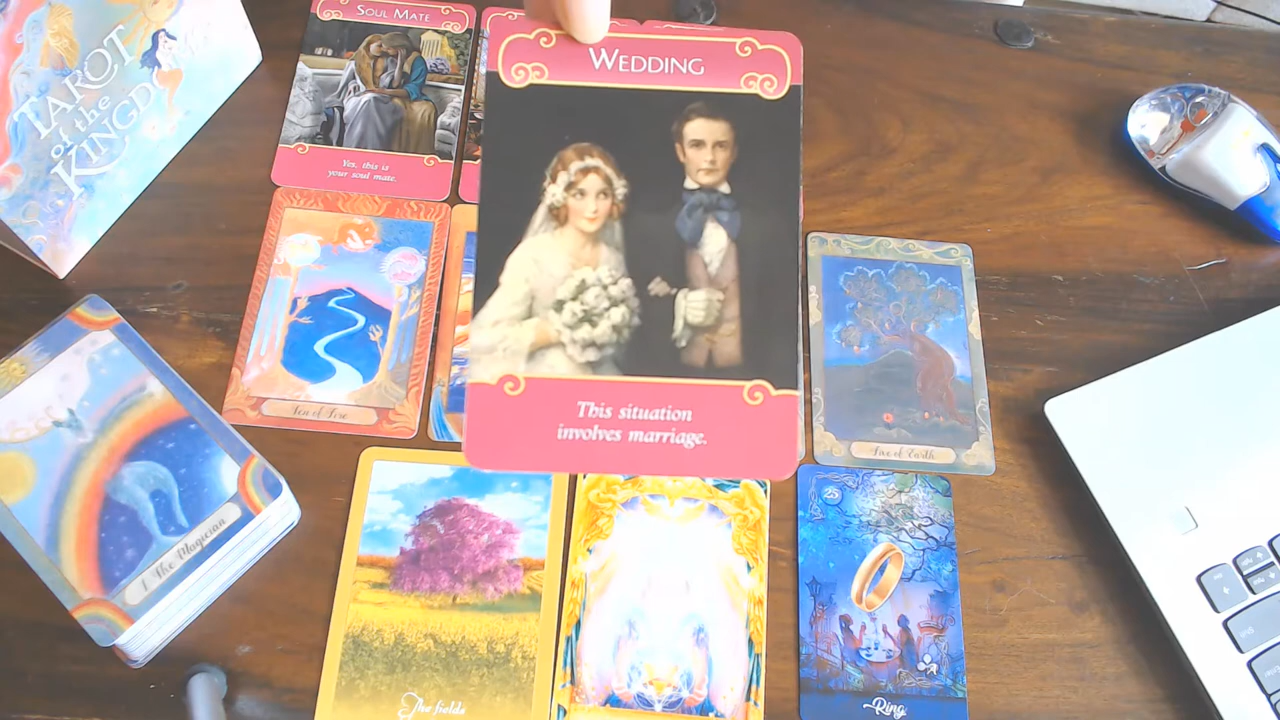 TAROT
of the
KINGDO
SOUL MATE
Yes, this is
your soul mate.
WEDDING
This situation
involves marriage.
Ten of Fire
Five of Earth
I The Magician
The fields
25
Ring